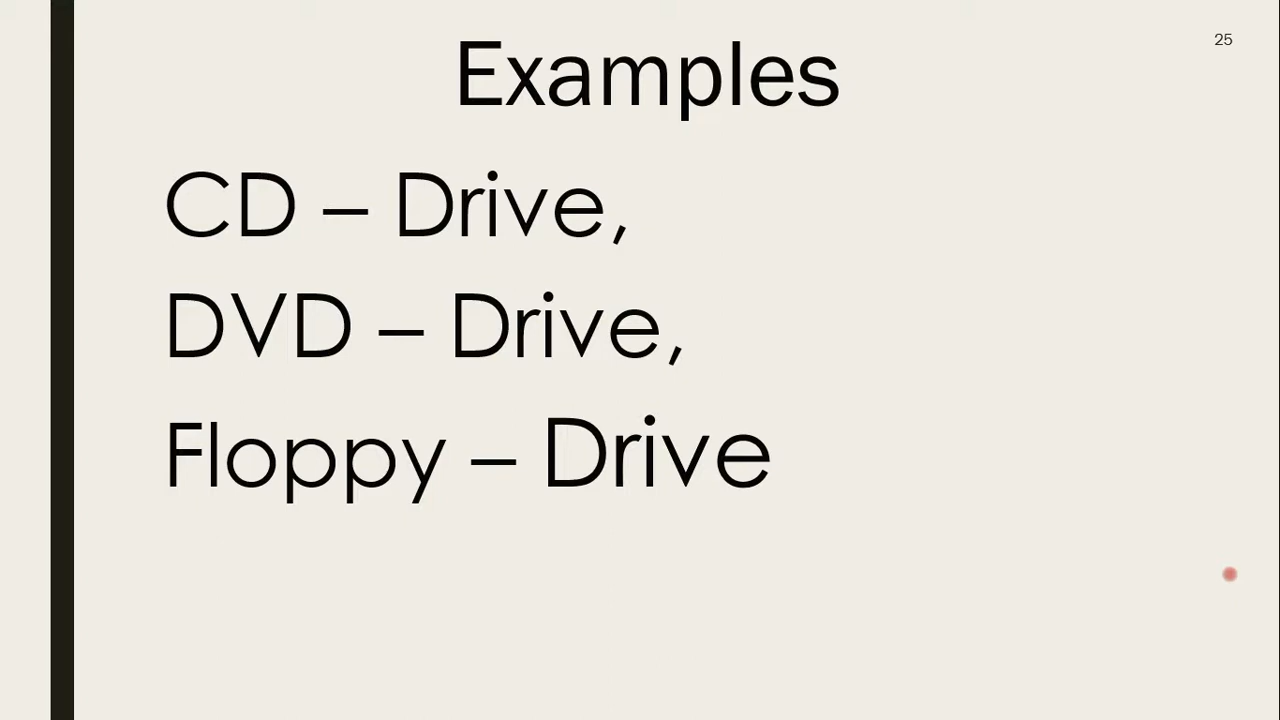 Examples
25
CD – Drive,
DVD – Drive,
Floppy – Drive